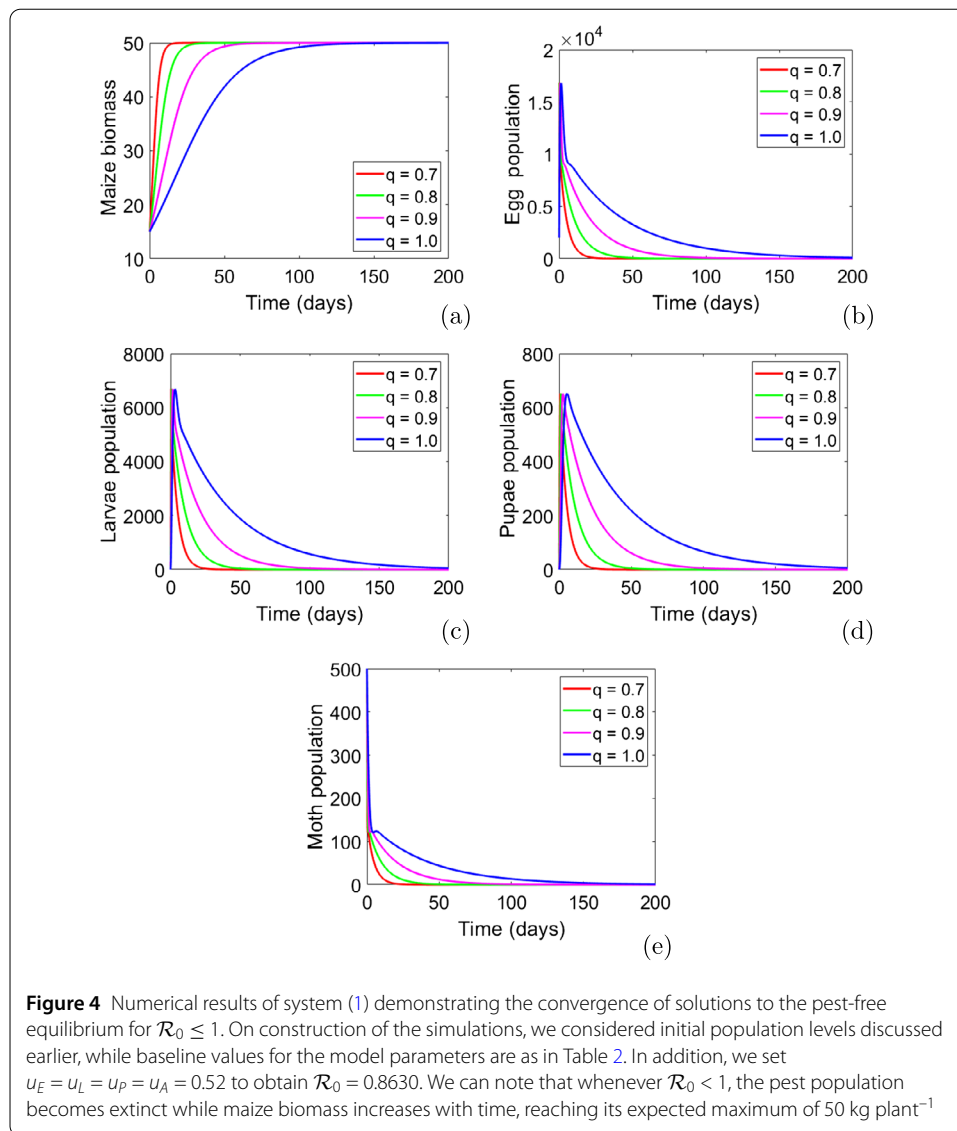 50
40
30
20
10
Maize biomass
q = 0.7
q = 0.8
q = 0.9
q = 1.0
0 50 100 150 200
Time (days)
(a)
×10⁴
2
1.5
1
0.5
0
Egg population
q = 0.7
q = 0.8
q = 0.9
q = 1.0
0 50 100 150 200
Time (days)
(b)
8000
6000
4000
2000
0
Larvae population
q = 0.7
q = 0.8
q = 0.9
q = 1.0
0 50 100 150 200
Time (days)
(c)
800
600
400
200
0
Pupae population
q = 0.7
q = 0.8
q = 0.9
q = 1.0
0 50 100 150 200
Time (days)
(d)
500
400
300
200
100
0
Moth population
q = 0.7
q = 0.8
q = 0.9
q = 1.0
0 50 100 150 200
Time (days)
(e)
Figure 4 Numerical results of system (1) demonstrating the convergence of solutions to the pest-free
equilibrium for R₀ ≤ 1. On construction of the simulations, we considered initial population levels discussed
earlier, while baseline values for the model parameters are as in Table 2. In addition, we set
u_E = u_L = u_P = u_A = 0.52 to obtain R₀ = 0.8630. We can note that whenever R₀ < 1, the pest population
becomes extinct while maize biomass increases with time, reaching its expected maximum of 50 kg plant⁻¹